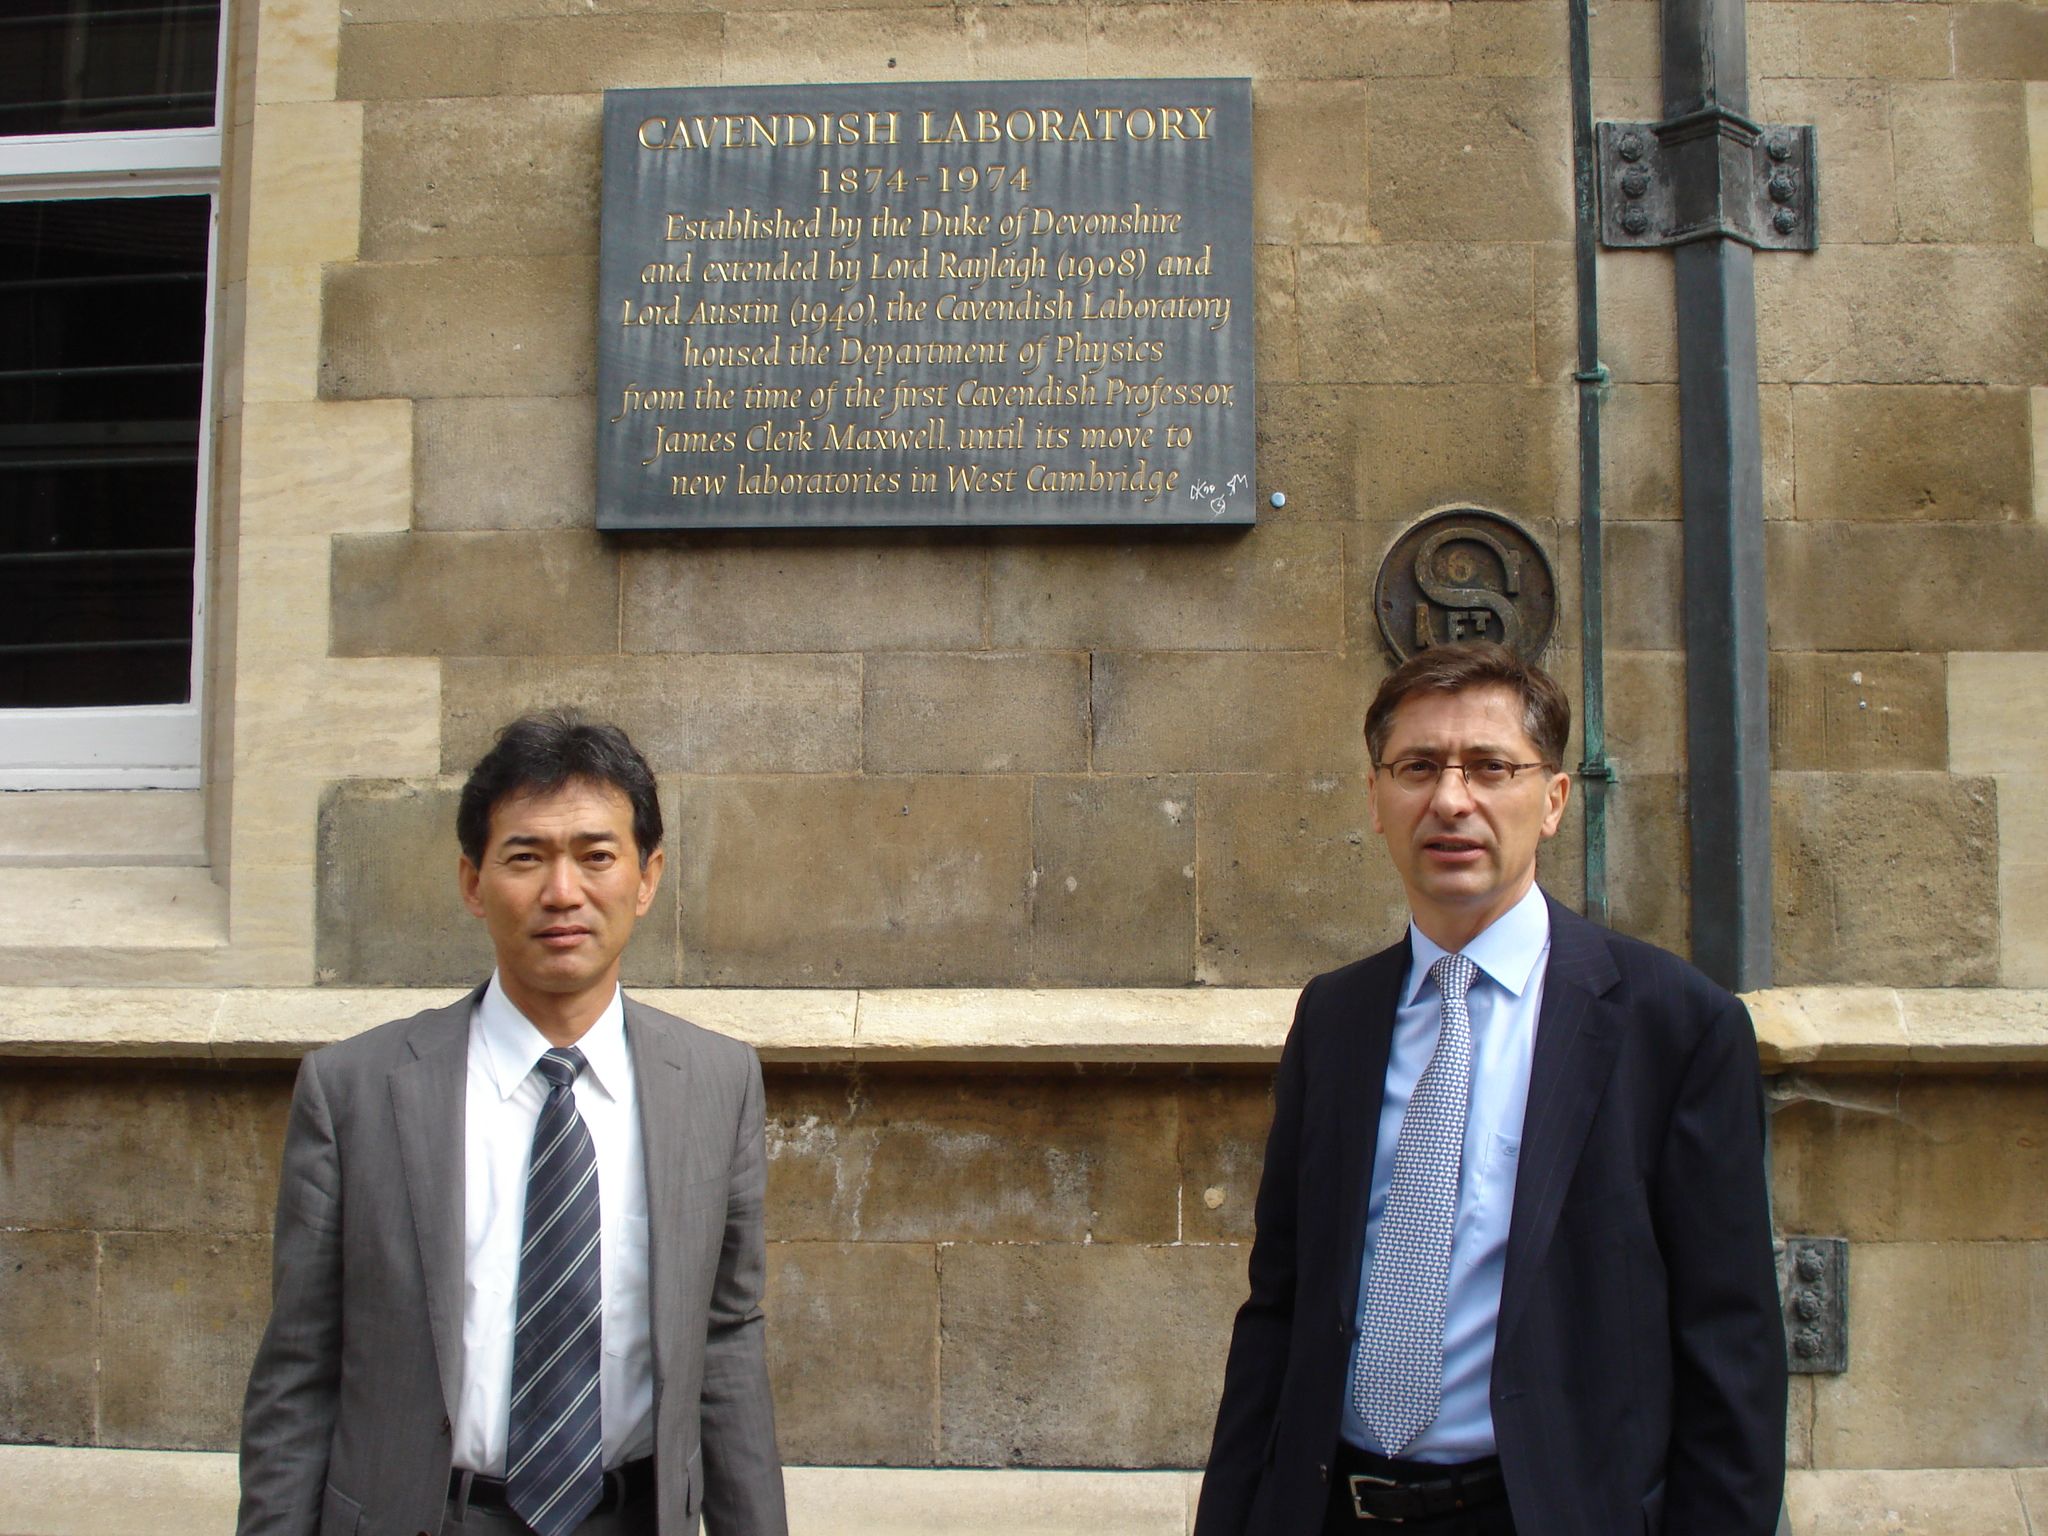 CAVENDISH LABORATORY
1874-1974
Established by the Duke of Devonshire
and extended by Lord Rayleigh (1908) and
Lord Austin (1940), the Cavendish Laboratory
housed the Department of Physics
from the time of the first Cavendish Professor,
James Clerk Maxwell, until its move to
new laboratories in West Cambridge
S
FT